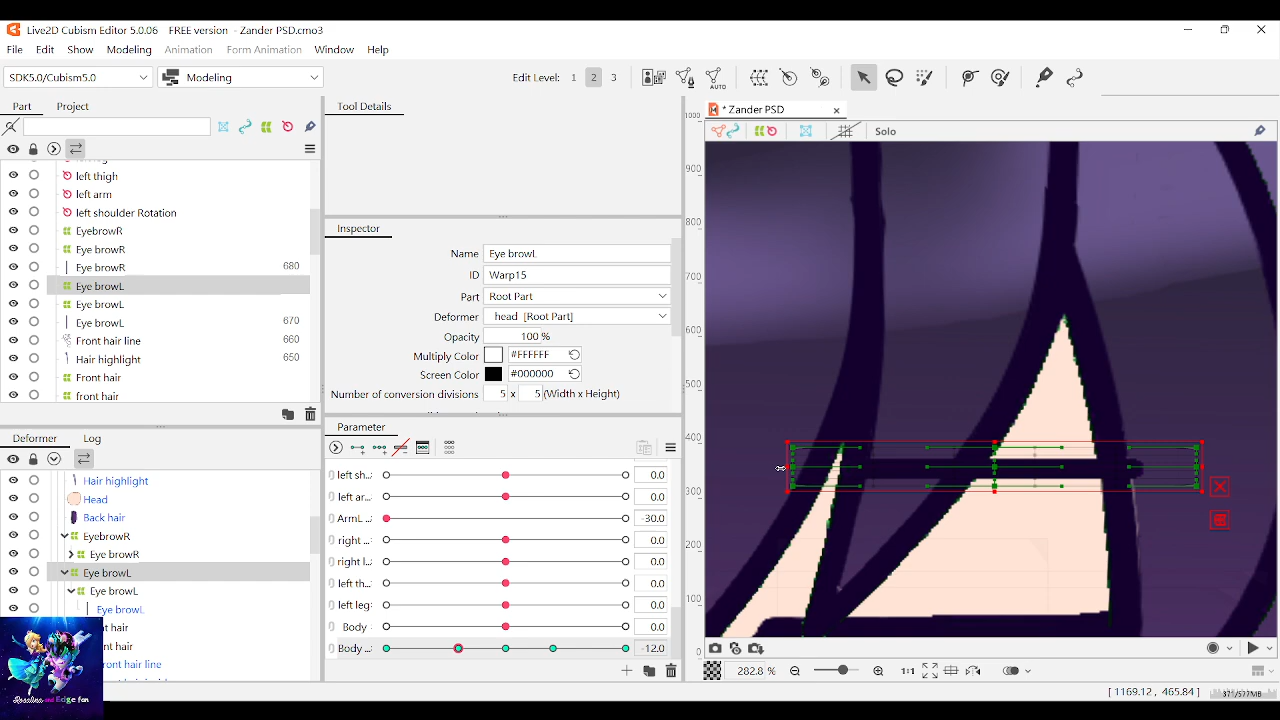 Live2D Cubism Editor 5.0.06 FREE version - Zander PSD.cmo3
File Edit Show Modeling Animation Form Animation Window Help
SDK5.0/Cubism5.0 Modeling Edit Level: 1 2 3 AUTO
Part Project Tool Details * Zander PSD
Solo
left thigh
left arm
left shoulder Rotation
EyebrowR
Eye browR
Eye browR 680
Eye browL
Eye browL
Eye browL 670
Front hair line 660
Hair highlight 650
Front hair
front hair
Inspector
Name Eye browL
ID Warp15
Part Root Part
Deformer head [Root Part]
Opacity 100 %
Multiply Color #FFFFFF
Screen Color #000000
Number of conversion divisions 5 x 5 (Width x Height)
Parameter
left sh... 0.0
left ar... 0.0
ArmL ... -30.0
right ... 0.0
right l... 0.0
left th... 0.0
left leg... 0.0
Body 0.0
Body ... -12.0
Deformer Log
Hair highlight
Head
Back hair
EyebrowR
Eye browR
Eye browL
Eye browL
Eye browL
1000
900
800
700
600
500
400
300
200
100
0
282.8 % 1:1
[ 1169.12, 465.84]